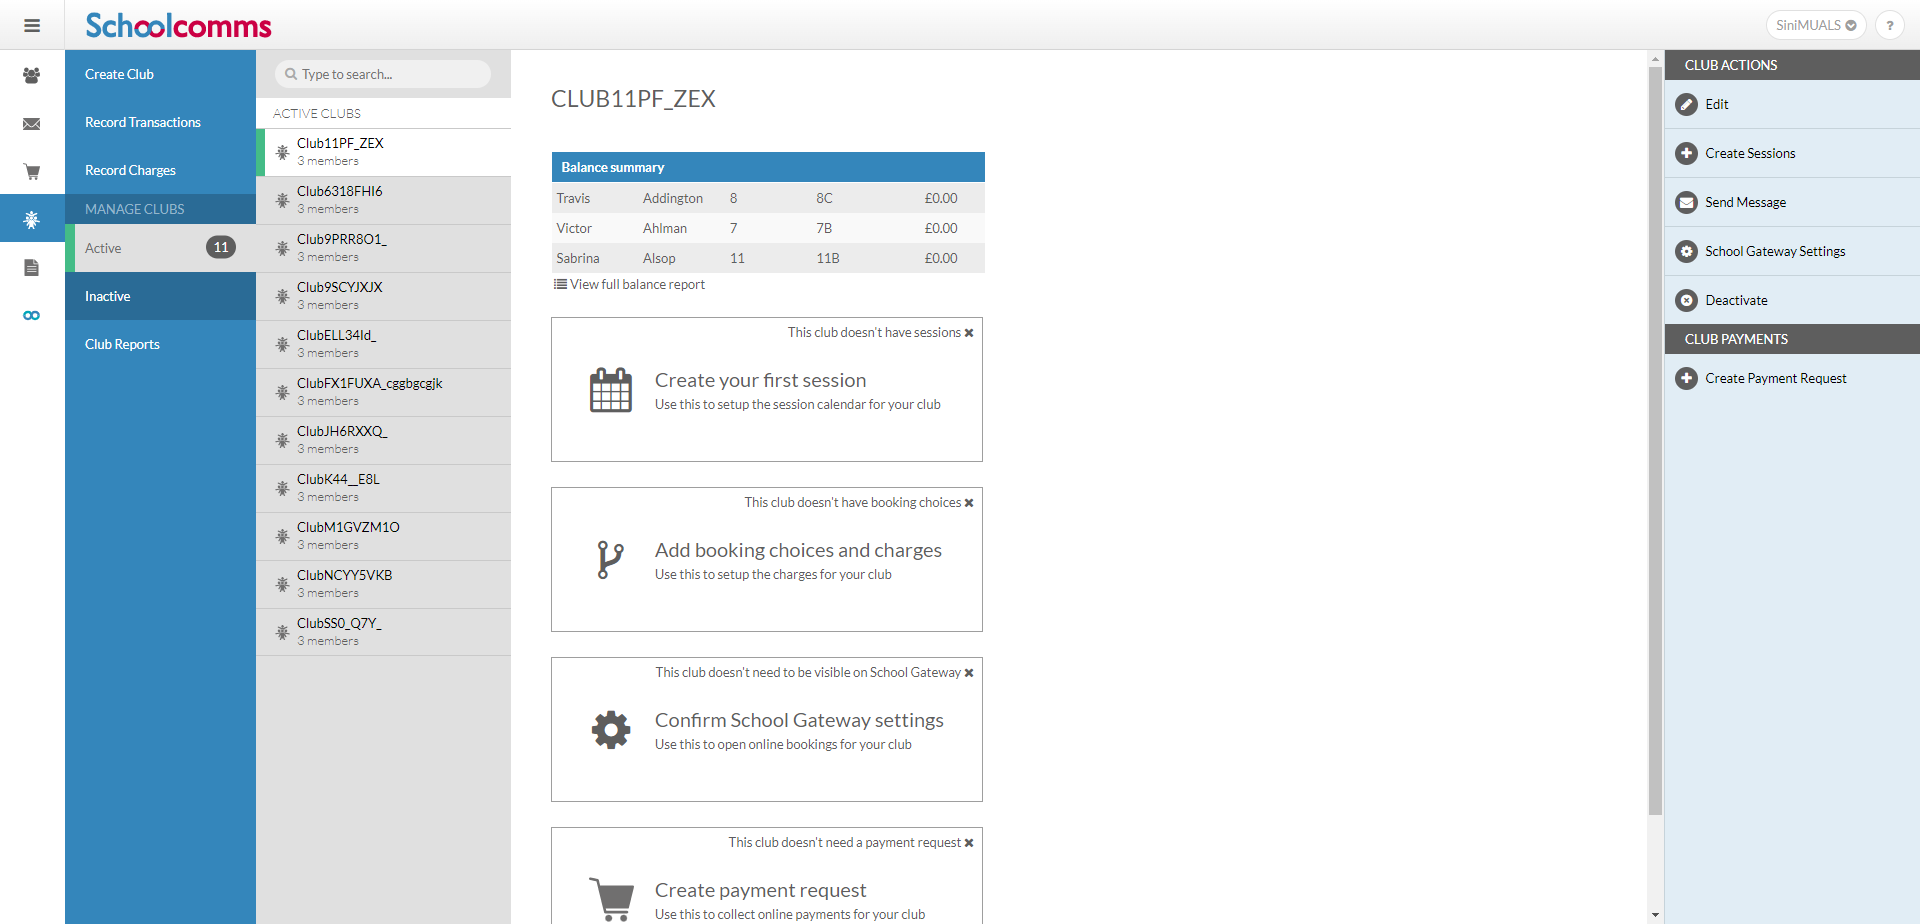 Schoolcomms
SiniMUALS
?
Create Club
Record Transactions
Record Charges
MANAGE CLUBS
Active 11
Inactive
Club Reports
Type to search...
ACTIVE CLUBS
Club11PF_ZEX
3 members
Club6318FHI6
3 members
Club9PRR8O1_
3 members
Club9SCYJXJX
3 members
ClubELL34Id_
3 members
ClubFX1FUXA_cggbgcgjk
3 members
ClubJH6RXXQ_
3 members
ClubK44__E8L
3 members
ClubM1GVZM1O
3 members
ClubNCYY5VKB
3 members
ClubSS0_Q7Y_
3 members
CLUB11PF_ZEX
Balance summary
Travis Addington 8 8C £0.00
Victor Ahlman 7 7B £0.00
Sabrina Alsop 11 11B £0.00
View full balance report
This club doesn't have sessions
Create your first session
Use this to setup the session calendar for your club
This club doesn't have booking choices
Add booking choices and charges
Use this to setup the charges for your club
This club doesn't need to be visible on School Gateway
Confirm School Gateway settings
Use this to open online bookings for your club
This club doesn't need a payment request
Create payment request
Use this to collect online payments for your club
CLUB ACTIONS
Edit
Create Sessions
Send Message
School Gateway Settings
Deactivate
CLUB PAYMENTS
Create Payment Request